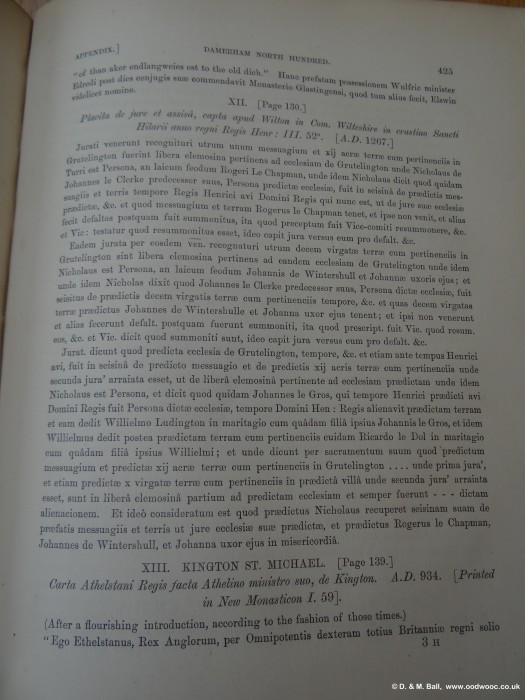 APPENDIX.]
DAMERHAM NORTH HUNDRED.
425
"of than aker endlangweies est to the old dich." Hanc prefatam possessionem Wulfric minister
Edredi post dies conjugis suæ commendavit Monasterio Glastingensi, quod tum alius fecit, Elswin
videlicet nomine.
XII. [Page 130.]
Placita de jure et assisâ, capta apud Wilton in Com. Wilteshire in crastino Sancti
Hilarii anno regni Regis Henr: III. 52º. [A.D. 1267.]
Jurati venerunt recogniti utrum unum messuagium et xij acræ terræ cum pertinenciis in
Grutelington fuerint libera elemosina pertinens ad ecclesiam de Grutelington unde Nicholaus de
Turri est Persona, an laicum feodum Rogeri Le Chapman, unde idem Nicholaus dicit quod quidam
Johannes le Clerke predecessor suus, Persona prædictæ ecclesiæ, fuit in seisinâ de prædictis mes-
suagiis et terris tempore Regis Henrici avi Domini Regis qui nunc est, ut de jure suæ ecclesiæ
prædictæ, &c. et quod messuagium et terram Rogerus le Chapman tenet, et ipse non venit, et alias
fecit defaltas postquam fuit summonitus, ita quod preceptum fuit Vice-comiti resummonere, &c.
et Vic: testatur quod resummonitus esset, ideo capit jura versus eum pro defalt. &c.
Eadem jurata per eosdem ven. recognaturi utrum decem virgatæ terræ cum pertinenciis in
Grutelington sint libera elemosina pertinens ad eandem ecclesiam de Grutelington unde idem
Nicholaus est Persona, an laicum feodum Johannis de Wintershull et Johannæ uxoris ejus; et
unde idem Nicholas dixit quod Johannes le Clerke predecessor suus, Persona dictæ ecclesiæ, fuit
seisitus de prædictis decem virgatis terræ cum pertinenciis tempore, &c. et quas decem virgatas
terræ prædictus Johannes de Wintershulle et Johanna uxor ejus tenent; et ipsi non venerunt
et alias fecerunt defalt. postquam fuerunt summoniti, ita quod prescript. fuit Vic. quod resum.
eos, &c. et Vic. dicit quod summoniti sunt, ideo capit jura versus eum pro defalt. &c.
Jurat. dicunt quod predicta ecclesia de Grutelington, tempore, &c. et etiam ante tempus Henrici
avi, fuit in seisinâ de predicto messuagio et de predictis xij acris terræ cum pertinenciis unde
secunda jura' arraiata esset, ut de liberâ elemosinâ pertinente ad ecclesiam prædictam unde idem
Nicholaus est Persona, et dicit quod quidam Johannes le Gros, qui tempore Henrici prædicti avi
Domini Regis fuit Persona dictæ ecclesiæ, tempore Domini Hen: Regis alienavit prædictam terram
et eam dedit Willielmo Ludington in maritagio cum quâdam filiâ ipsius Johannis le Gros, et idem
Willielmus dedit postea prædictam terram cum pertinenciis cuidam Ricardo le Dol in maritagio
cum quâdam filiâ ipsius Willielmi; et unde dicunt per sacramentum suum quod prædictum
messuagium et predictæ xij acræ terræ cum pertinenciis in Grutelington .... unde prima jura',
et etiam predictæ x virgatæ terræ cum pertinenciis in prædictâ villâ unde secunda jura' arraiata
esset, sunt in liberâ elemosinâ partium ad predictam ecclesiam et semper fuerunt - - - dictam
alienacionem. Et ideò consideratum est quod prædictus Nicholaus recuperet seisinam suam de
præfatis messuagiis et terris ut jure ecclesiæ suæ prædictæ, et prædictus Rogerus le Chapman,
Johannes de Wintershull, et Johanna uxor ejus in misericordiâ.
XIII. KINGTON ST. MICHAEL. [Page 139.]
Carta Athelstani Regis facta Athelino ministro suo, de Kington. A.D. 934. [Printed
in New Monasticon I. 59].
(After a flourishing introduction, according to the fashion of those times.)
"Ego Ethelstanus, Rex Anglorum, per Omnipotentis dexteram totius Britanniæ regni solio
3 H
© D. & M. Ball, www.oodwooc.co.uk